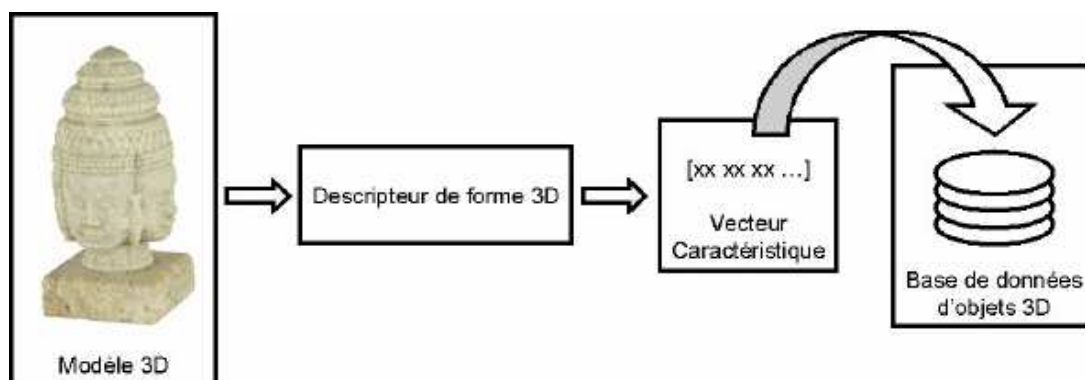 Modèle 3D
Descripteur de forme 3D
[xx xx xx ...]
Vecteur
Caractéristique
Base de données
d'objets 3D